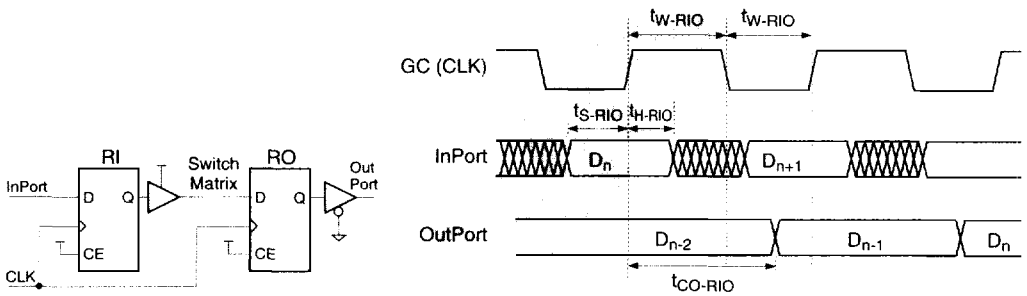 RI
Switch
Matrix
RO
Out
Port
InPort
D
Q
D
Q
CE
CE
CLK
tW-RIO
tW-RIO
GC (CLK)
tS-RIO
tH-RIO
InPort
Dn
Dn+1
OutPort
Dn-2
Dn-1
Dn
tCO-RIO